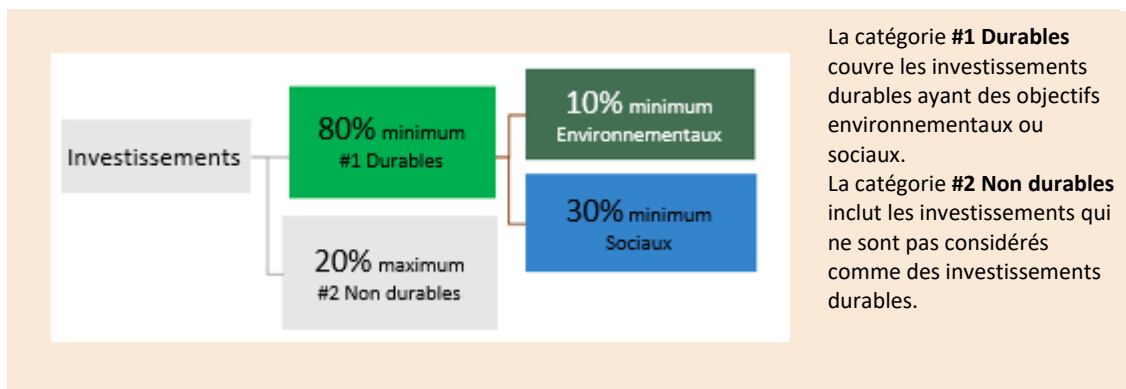 Investissements
80% minimum
#1 Durables
20% maximum
#2 Non durables
10% minimum
Environnementaux
30% minimum
Sociaux
La catégorie #1 Durables
couvre les investissements
durables ayant des objectifs
environnementaux ou
sociaux.
La catégorie #2 Non durables
inclut les investissements qui
ne sont pas considérés
comme des investissements
durables.